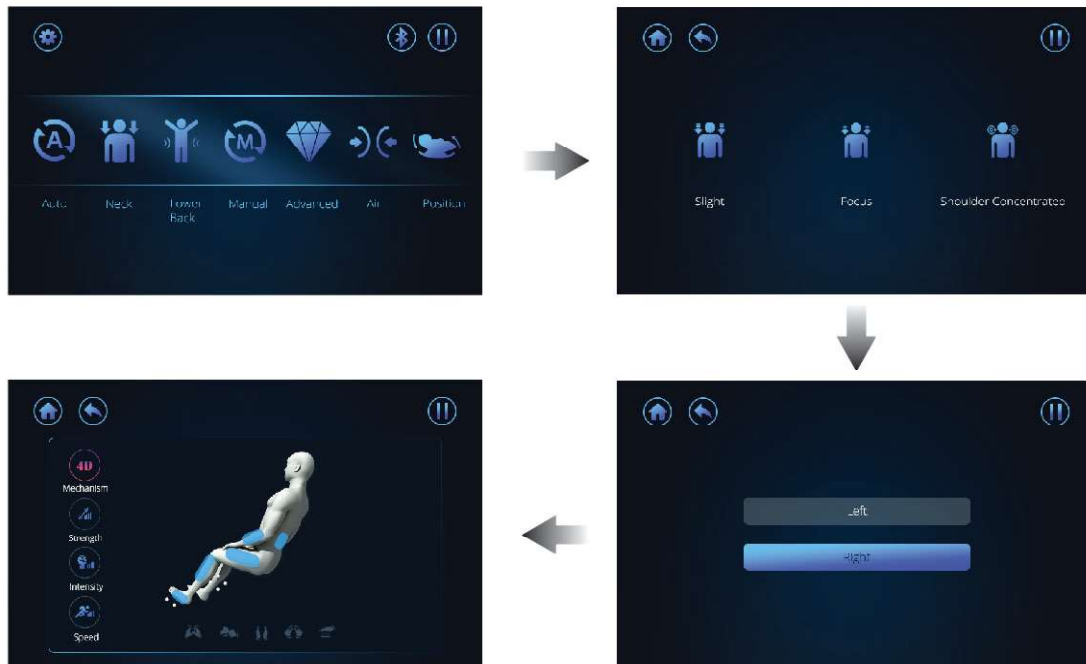 A
M
Auto Neck Lower Back Manual Advanced Air Position
Slight Focus Shoulder Concentrated
Left
Right
4D
Mechanism
Strength
Intensity
Speed